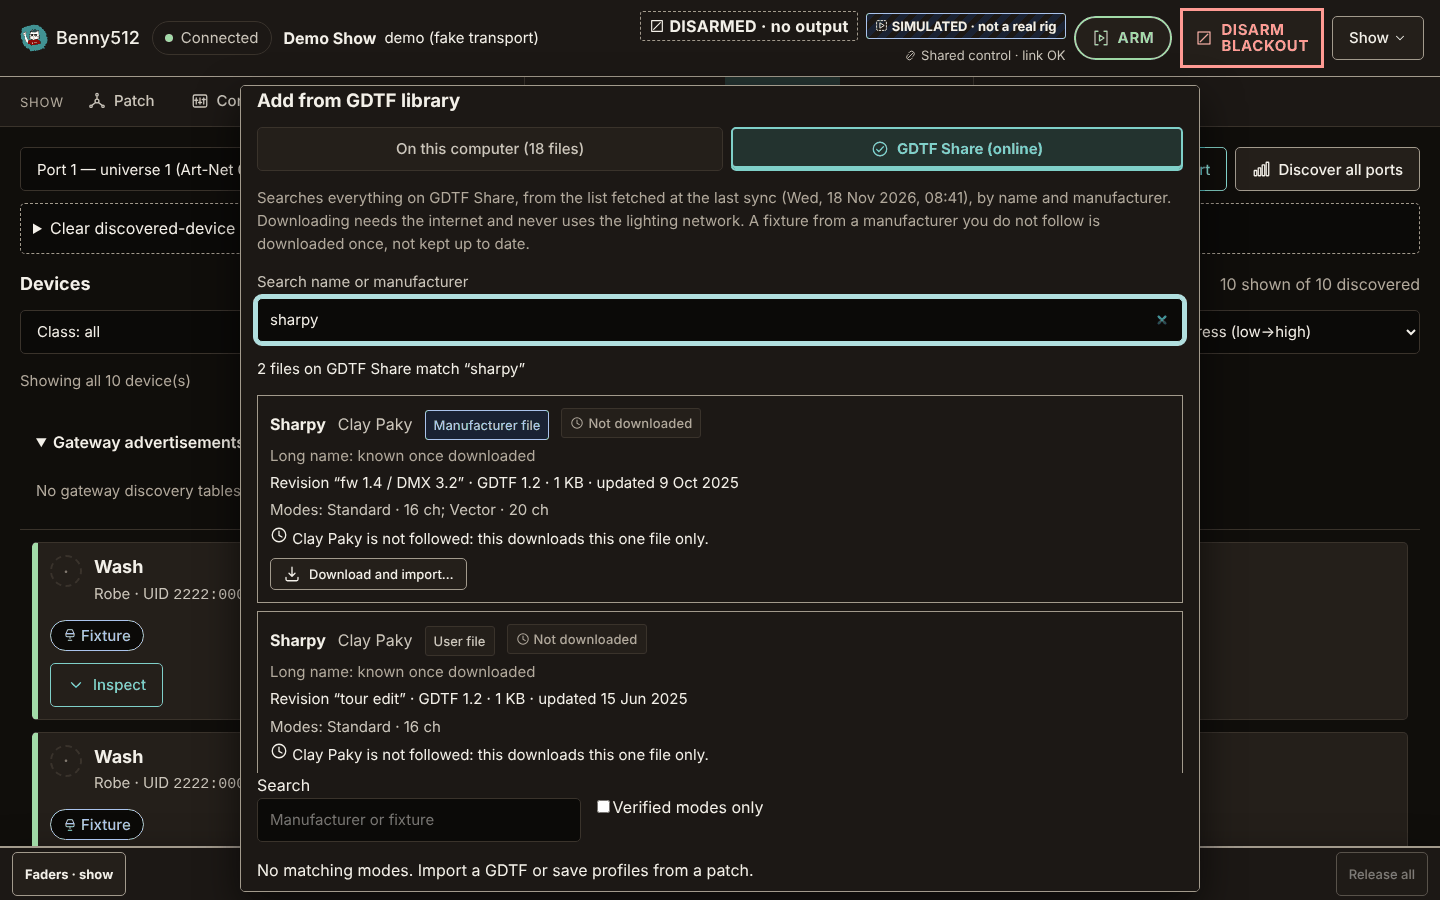 Benny512
Connected
Demo Show demo (fake transport)
DISARMED · no output
SIMULATED · not a real rig
Shared control · link OK
ARM
DISARM
BLACKOUT
Show
SHOW
Patch
Add from GDTF library
On this computer (18 files)
GDTF Share (online)
Port 1 — universe 1 (Art-Net
Discover all ports
Searches everything on GDTF Share, from the list fetched at the last sync (Wed, 18 Nov 2026, 08:41), by name and manufacturer.
Downloading needs the internet and never uses the lighting network. A fixture from a manufacturer you do not follow is
downloaded once, not kept up to date.
Clear discovered-device
Devices
10 shown of 10 discovered
Search name or manufacturer
sharpy
Class: all
(low→high)
2 files on GDTF Share match “sharpy”
Showing all 10 device(s)
Sharpy Clay Paky Manufacturer file Not downloaded
Long name: known once downloaded
Revision “fw 1.4 / DMX 3.2” · GDTF 1.2 · 1 KB · updated 9 Oct 2025
Modes: Standard · 16 ch; Vector · 20 ch
Clay Paky is not followed: this downloads this one file only.
Download and import...
Gateway advertisements
No gateway discovery tables
Sharpy Clay Paky User file Not downloaded
Long name: known once downloaded
Revision “tour edit” · GDTF 1.2 · 1 KB · updated 15 Jun 2025
Modes: Standard · 16 ch
Clay Paky is not followed: this downloads this one file only.
Wash
Robe · UID 2222:000
Fixture
Inspect
Wash
Robe · UID 2222:000
Fixture
Search
Manufacturer or fixture
Verified modes only
No matching modes. Import a GDTF or save profiles from a patch.
Faders · show
Release all